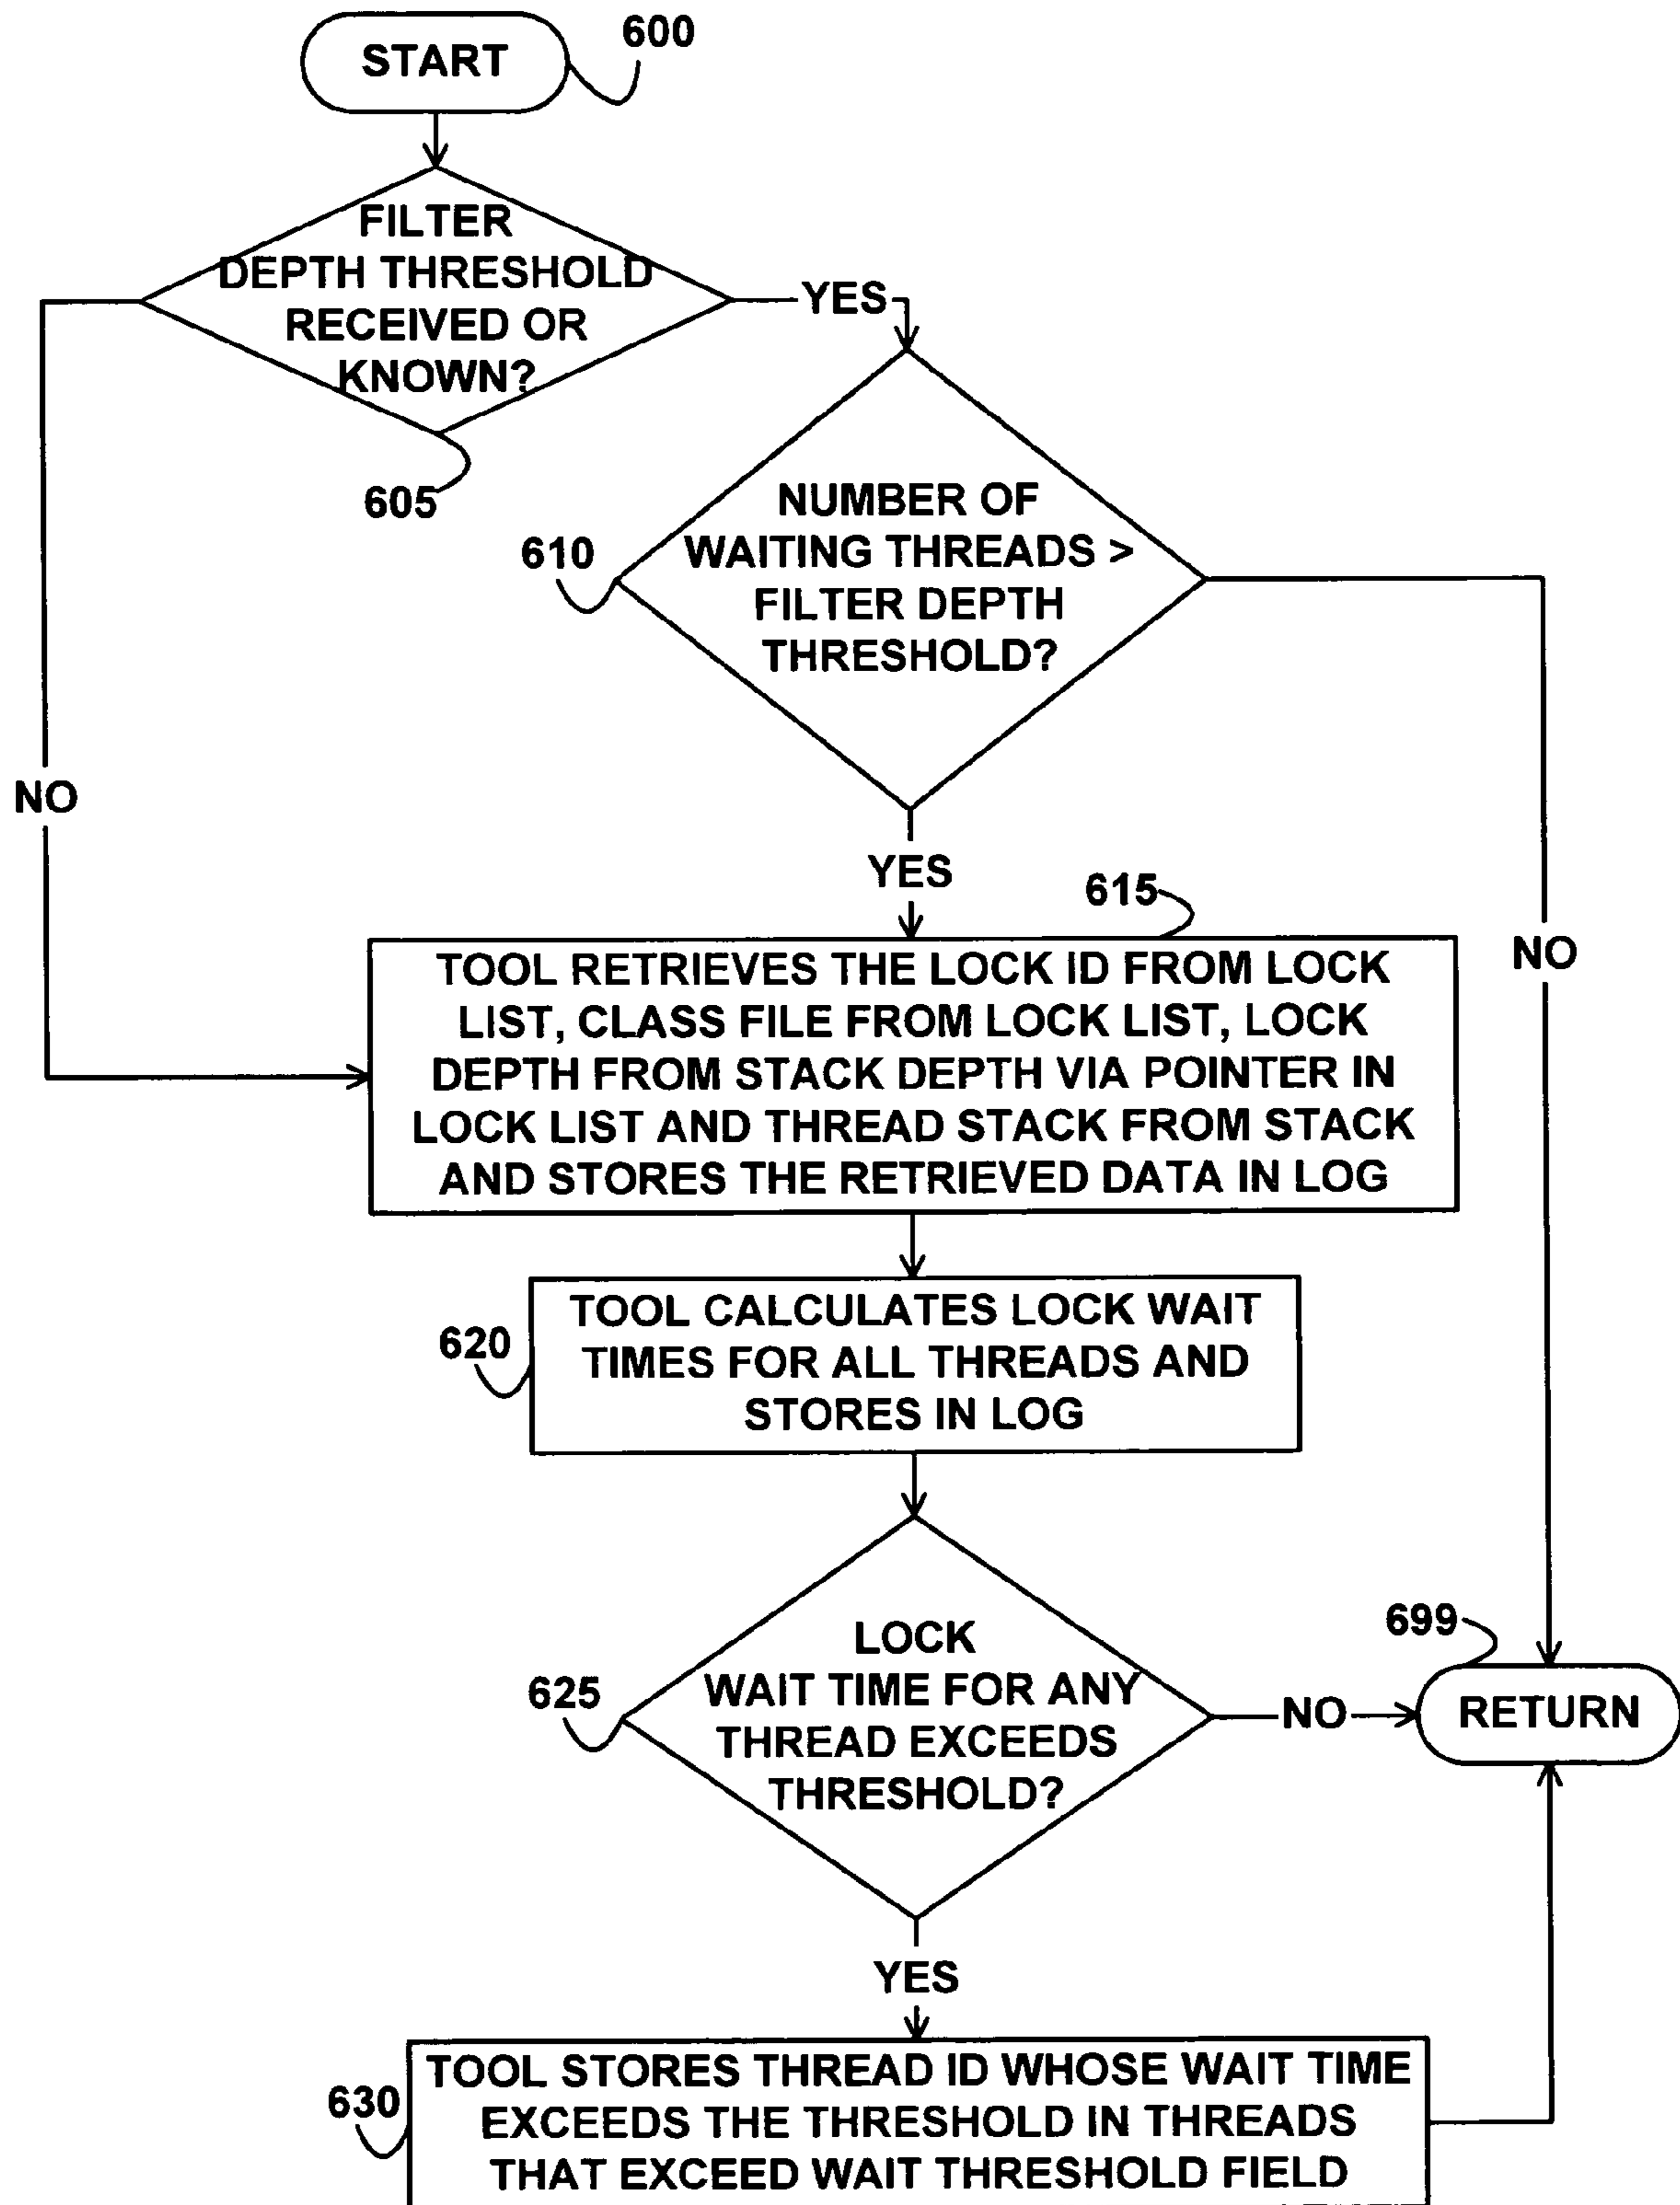 START
600
FILTER
DEPTH THRESHOLD
RECEIVED OR
KNOWN?
YES
605
NUMBER OF
WAITING THREADS >
FILTER DEPTH
THRESHOLD?
610
NO
YES
615
NO
TOOL RETRIEVES THE LOCK ID FROM LOCK
LIST, CLASS FILE FROM LOCK LIST, LOCK
DEPTH FROM STACK DEPTH VIA POINTER IN
LOCK LIST AND THREAD STACK FROM STACK
AND STORES THE RETRIEVED DATA IN LOG
620
TOOL CALCULATES LOCK WAIT
TIMES FOR ALL THREADS AND
STORES IN LOG
625
LOCK
WAIT TIME FOR ANY
THREAD EXCEEDS
THRESHOLD?
NO
699
RETURN
YES
630
TOOL STORES THREAD ID WHOSE WAIT TIME
EXCEEDS THE THRESHOLD IN THREADS
THAT EXCEED WAIT THRESHOLD FIELD